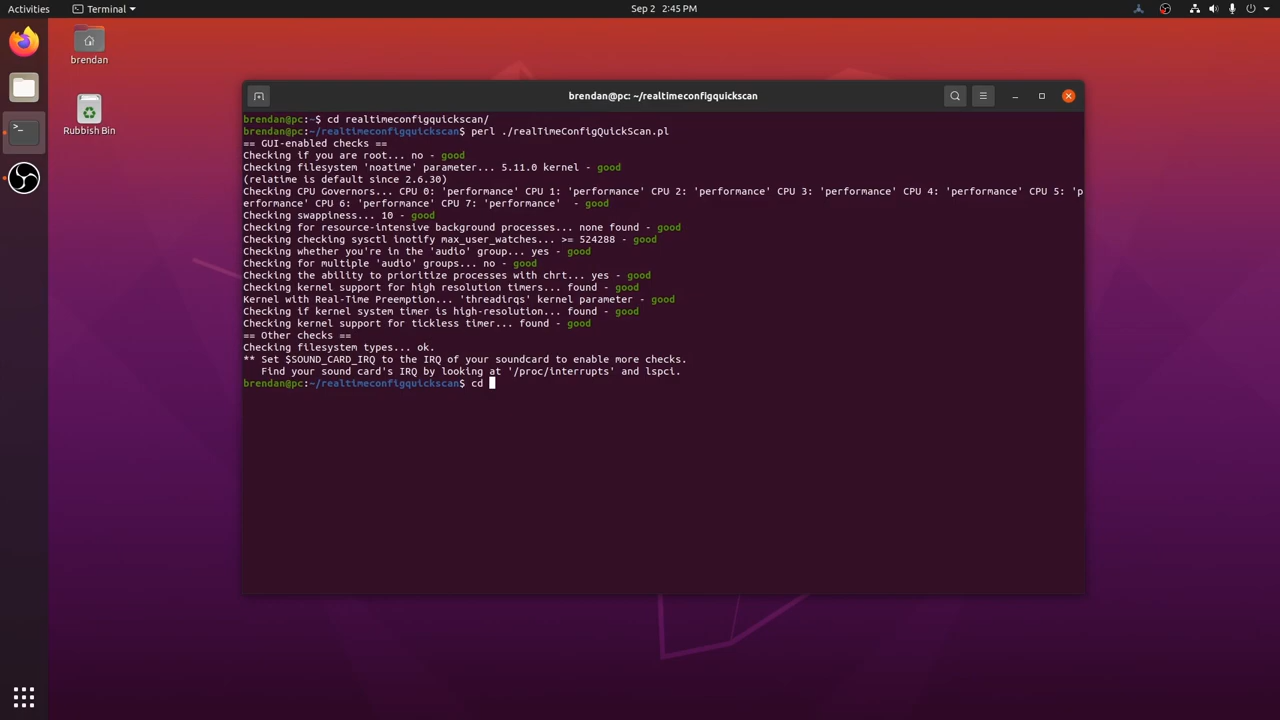 Activities
Terminal
Sep 2 2:45 PM
brendan
Rubbish Bin
brendan@pc: ~/realtimeconfigquickscan
brendan@pc:~$ cd realtimeconfigquickscan/
brendan@pc:~/realtimeconfigquickscan$ perl ./realTimeConfigQuickScan.pl
== GUI-enabled checks ==
Checking if you are root... no - good
Checking filesystem 'noatime' parameter... 5.11.0 kernel - good
(relatime is default since 2.6.30)
Checking CPU Governors... CPU 0: 'performance' CPU 1: 'performance' CPU 2: 'performance' CPU 3: 'performance' CPU 4: 'performance' CPU 5: 'p
erformance' CPU 6: 'performance' CPU 7: 'performance'  - good
Checking swappiness... 10 - good
Checking for resource-intensive background processes... none found - good
Checking checking sysctl inotify max_user_watches... >= 524288 - good
Checking whether you're in the 'audio' group... yes - good
Checking for multiple 'audio' groups... no - good
Checking the ability to prioritize processes with chrt... yes - good
Checking kernel support for high resolution timers... found - good
Kernel with Real-Time Preemption... 'threadirqs' kernel parameter - good
Checking if kernel system timer is high-resolution... found - good
Checking kernel support for tickless timer... found - good
== Other checks ==
Checking filesystem types... ok.
** Set $SOUND_CARD_IRQ to the IRQ of your soundcard to enable more checks.
   Find your sound card's IRQ by looking at '/proc/interrupts' and lspci.
brendan@pc:~/realtimeconfigquickscan$ cd